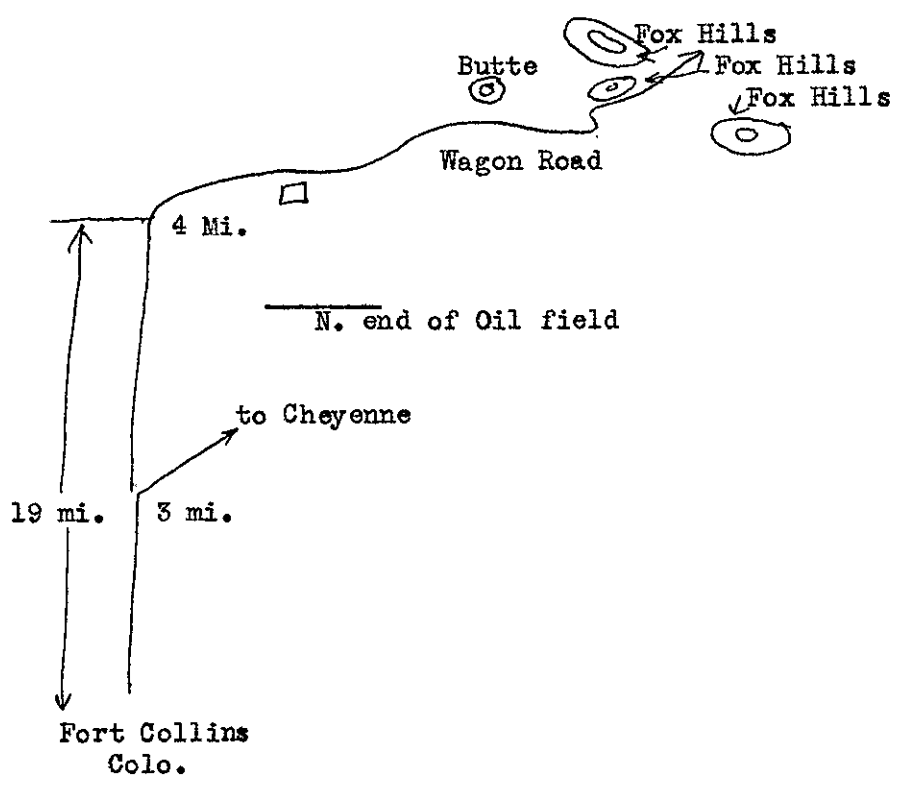 Fox Hills
Butte
Fox Hills
Fox Hills
Wagon Road
4 Mi.
N. end of Oil field
to Cheyenne
19 mi.
3 mi.
Fort Collins
Colo.